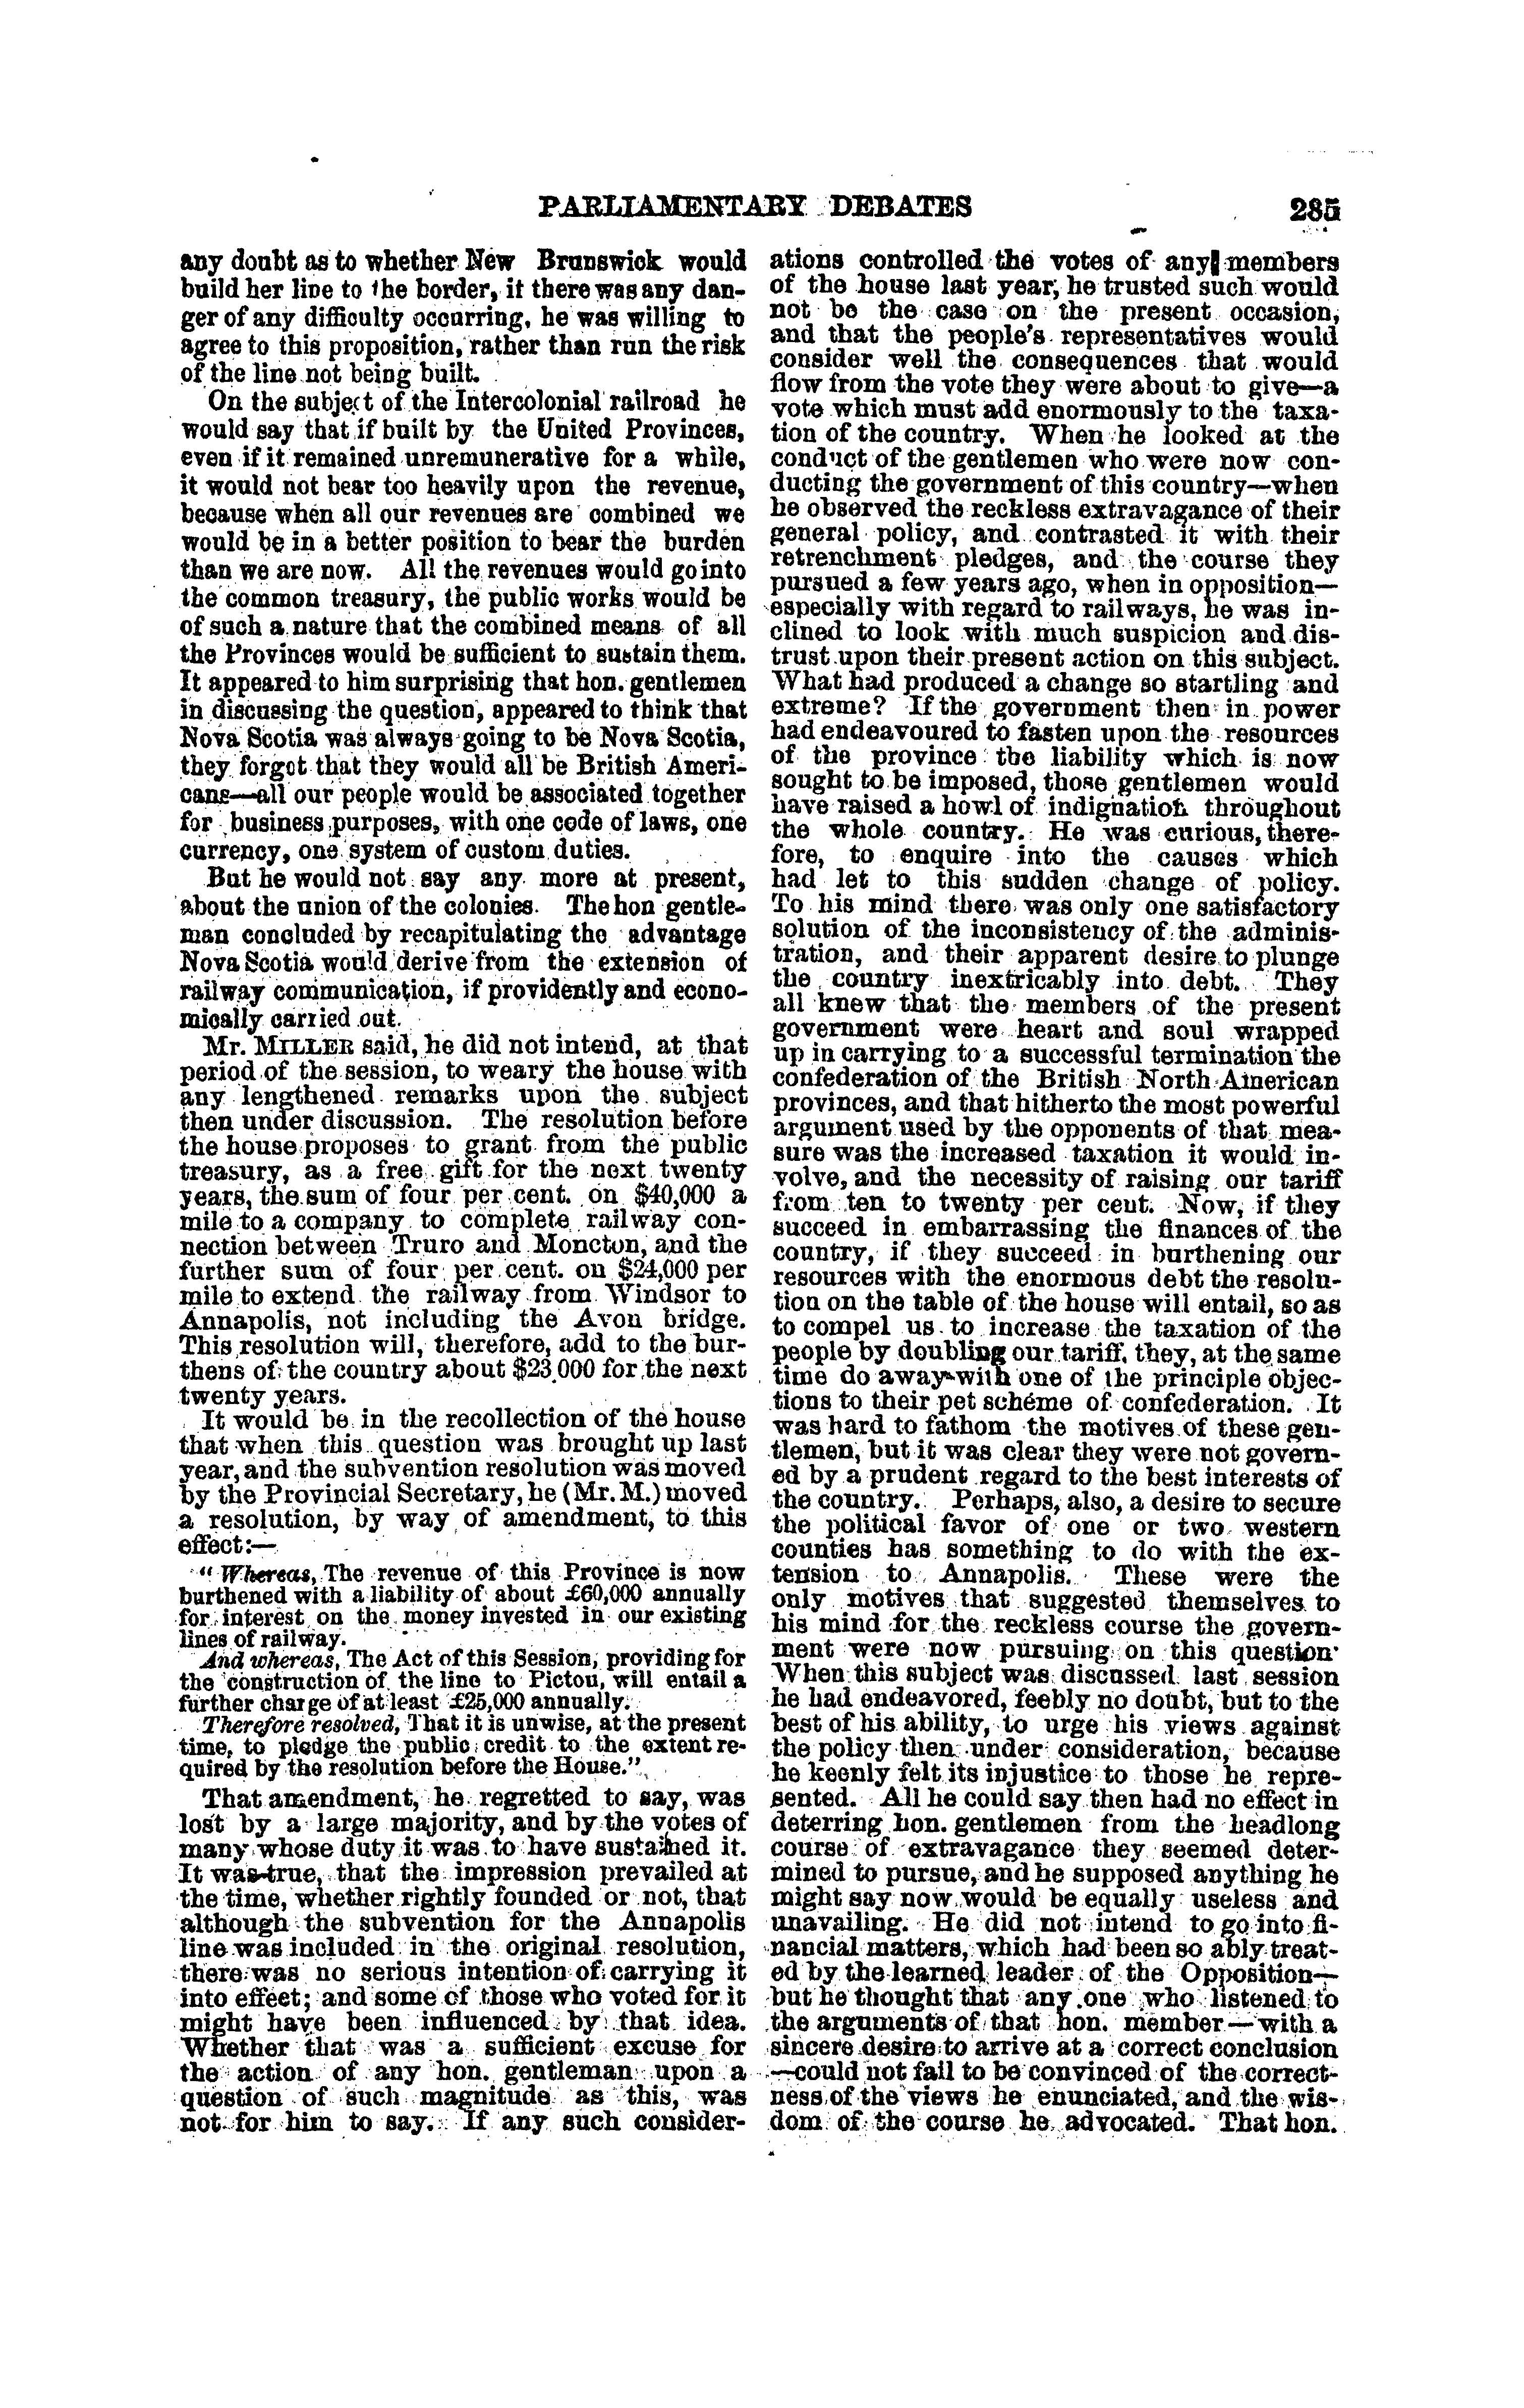 PARLIAMENTARY DEBATES 285
any doubt as to whether New Brunswick would
build her line to the border, if there was any dan-
ger of any difficulty occurring, he was willing to
agree to this proposition, rather than run the risk
of the line not being built.
On the subject of the Intercolonial railroad he
would say that if built by the United Provinces,
even if it remained unremunerative for a while,
it would not bear too heavily upon the revenue,
because when all our revenues are combined we
would be in a better position to bear the burden
than we are now. All the revenues would go into
the common treasury, the public works would be
of such a nature that the combined means of all
the Provinces would be sufficient to sustain them.
It appeared to him surprising that hon. gentlemen
in discussing the question, appeared to think that
Nova Scotia was always going to be Nova Scotia,
they forgot that they would all be British Ameri-
cans—all our people would be associated together
for business purposes, with one code of laws, one
currency, one system of custom duties.
But he would not say any more at present,
about the union of the colonies. The hon gentle-
man concluded by recapitulating the advantage
Nova Scotia would derive from the extension of
railway communication, if providently and econo-
mically carried out.
Mr. MILLER said, he did not intend, at that
period of the session, to weary the house with
any lengthened remarks upon the subject
then under discussion. The resolution before
the house proposes to grant from the public
treasury, as a free gift for the next twenty
years, the sum of four per cent. on $40,000 a
mile to a company to complete railway con-
nection between Truro and Moncton, and the
further sum of four per cent. on $24,000 per
mile to extend the railway from Windsor to
Annapolis, not including the Avon bridge.
This resolution will, therefore, add to the bur-
thens of the country about $23.000 for the next
twenty years.
It would be in the recollection of the house
that when this question was brought up last
year, and the subvention resolution was moved
by the Provincial Secretary, he (Mr. M.) moved
a resolution, by way of amendment, to this
effect:—
"Whereas, The revenue of this Province is now
burthened with a liability of about £60,000 annually
for interest on the money invested in our existing
lines of railway.
And whereas, The Act of this Session, providing for
the construction of the line to Pictou, will entail a
further charge of at least £25,000 annually.
Therefore resolved, That it is unwise, at the present
time, to pledge the public credit to the extent re-
quired by the resolution before the House."
That amendment, he regretted to say, was
lost by a large majority, and by the votes of
many whose duty it was to have sustained it.
It was true, that the impression prevailed at
the time, whether rightly founded or not, that
although the subvention for the Annapolis
line was included in the original resolution,
there was no serious intention of carrying it
into effect; and some of those who voted for it
might have been influenced by that idea.
Whether that was a sufficient excuse for
the action of any hon. gentleman upon a
question of such magnitude as this, was
not for him to say. If any such consider-
ations controlled the votes of any members
of the house last year, he trusted such would
not be the case on the present occasion,
and that the people's representatives would
consider well the consequences that would
flow from the vote they were about to give—a
vote which must add enormously to the taxa-
tion of the country. When he looked at the
conduct of the gentlemen who were now con-
ducting the government of this country—when
he observed the reckless extravagance of their
general policy, and contrasted it with their
retrenchment pledges, and the course they
pursued a few years ago, when in opposition—
especially with regard to railways, he was in-
clined to look with much suspicion and dis-
trust upon their present action on this subject.
What had produced a change so startling and
extreme? If the government then in power
had endeavoured to fasten upon the resources
of the province the liability which is now
sought to be imposed, those gentlemen would
have raised a howl of indignation throughout
the whole country. He was curious, there-
fore, to enquire into the causes which
had let to this sudden change of policy.
To his mind there was only one satisfactory
solution of the inconsistency of the adminis-
tration, and their apparent desire to plunge
the country inextricably into debt. They
all knew that the members of the present
government were heart and soul wrapped
up in carrying to a successful termination the
confederation of the British North American
provinces, and that hitherto the most powerful
argument used by the opponents of that mea-
sure was the increased taxation it would in-
volve, and the necessity of raising our tariff
from ten to twenty per cent. Now, if they
succeed in embarrassing the finances of the
country, if they succeed in burthening our
resources with the enormous debt the resolu-
tion on the table of the house will entail, so as
to compel us to increase the taxation of the
people by doubling our tariff, they, at the same
time do away with one of the principle objec-
tions to their pet scheme of confederation. It
was hard to fathom the motives of these gen-
tlemen, but it was clear they were not govern-
ed by a prudent regard to the best interests of
the country. Perhaps, also, a desire to secure
the political favor of one or two western
counties has something to do with the ex-
tension to Annapolis. These were the
only motives that suggested themselves to
his mind for the reckless course the govern-
ment were now pursuing on this question·
When this subject was discussed last session
he had endeavored, feebly no doubt, but to the
best of his ability, to urge his views against
the policy then under consideration, because
he keenly felt its injustice to those he repre-
sented. All he could say then had no effect in
deterring hon. gentlemen from the headlong
course of extravagance they seemed deter-
mined to pursue, and he supposed anything he
might say now would be equally useless and
unavailing. He did not intend to go into fi-
nancial matters, which had been so ably treat-
ed by the learned leader of the Opposition—
but he thought that any one who listened to
the arguments of that hon. member—with a
sincere desire to arrive at a correct conclusion
—could not fail to be convinced of the correct-
ness of the views he enunciated, and the wis-
dom of the course he advocated. That hon.